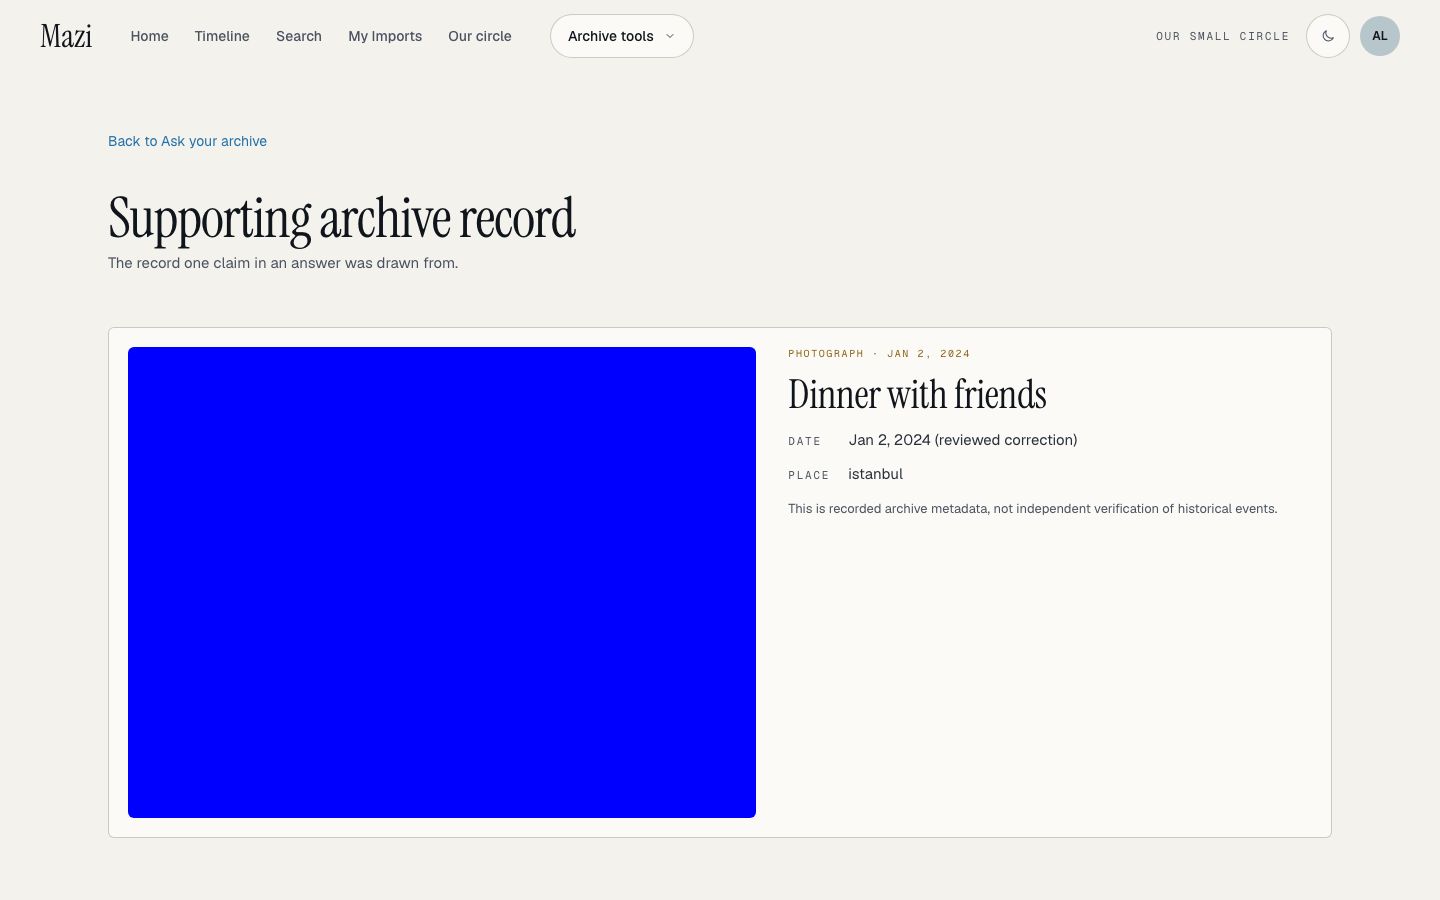 Mazi
Home
Timeline
Search
My Imports
Our circle
Archive tools
OUR SMALL CIRCLE
AL
Back to Ask your archive
Supporting archive record
The record one claim in an answer was drawn from.
PHOTOGRAPH · JAN 2, 2024
Dinner with friends
DATE Jan 2, 2024 (reviewed correction)
PLACE istanbul
This is recorded archive metadata, not independent verification of historical events.